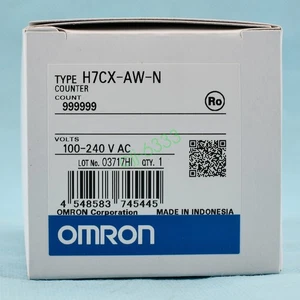 TYPE H7CX-AW-N
COUNTER
COUNT
999999
Ro
VOLTS
100-240 V AC
LOT No. 03717HI QTY. 1
4 548583 745445
OMRON Corporation MADE IN INDONESIA
OMRON